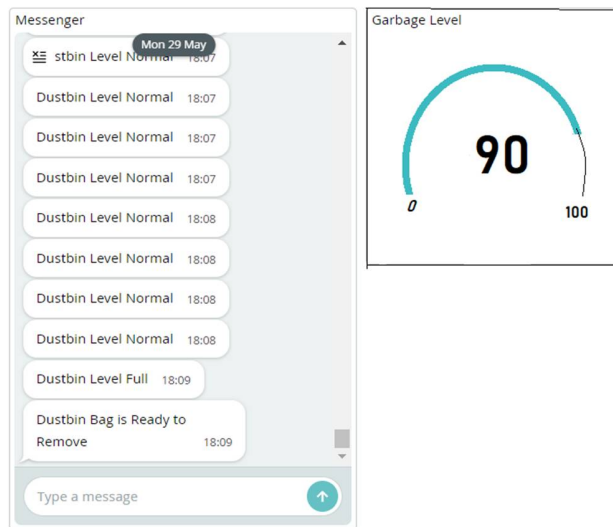 Messenger
Mon 29 May
stbin Level Normal 18:07
Dustbin Level Normal 18:07
Dustbin Level Normal 18:07
Dustbin Level Normal 18:07
Dustbin Level Normal 18:08
Dustbin Level Normal 18:08
Dustbin Level Normal 18:08
Dustbin Level Normal 18:08
Dustbin Level Full 18:09
Dustbin Bag is Ready to
Remove 18:09
Type a message
Garbage Level
90
0
100